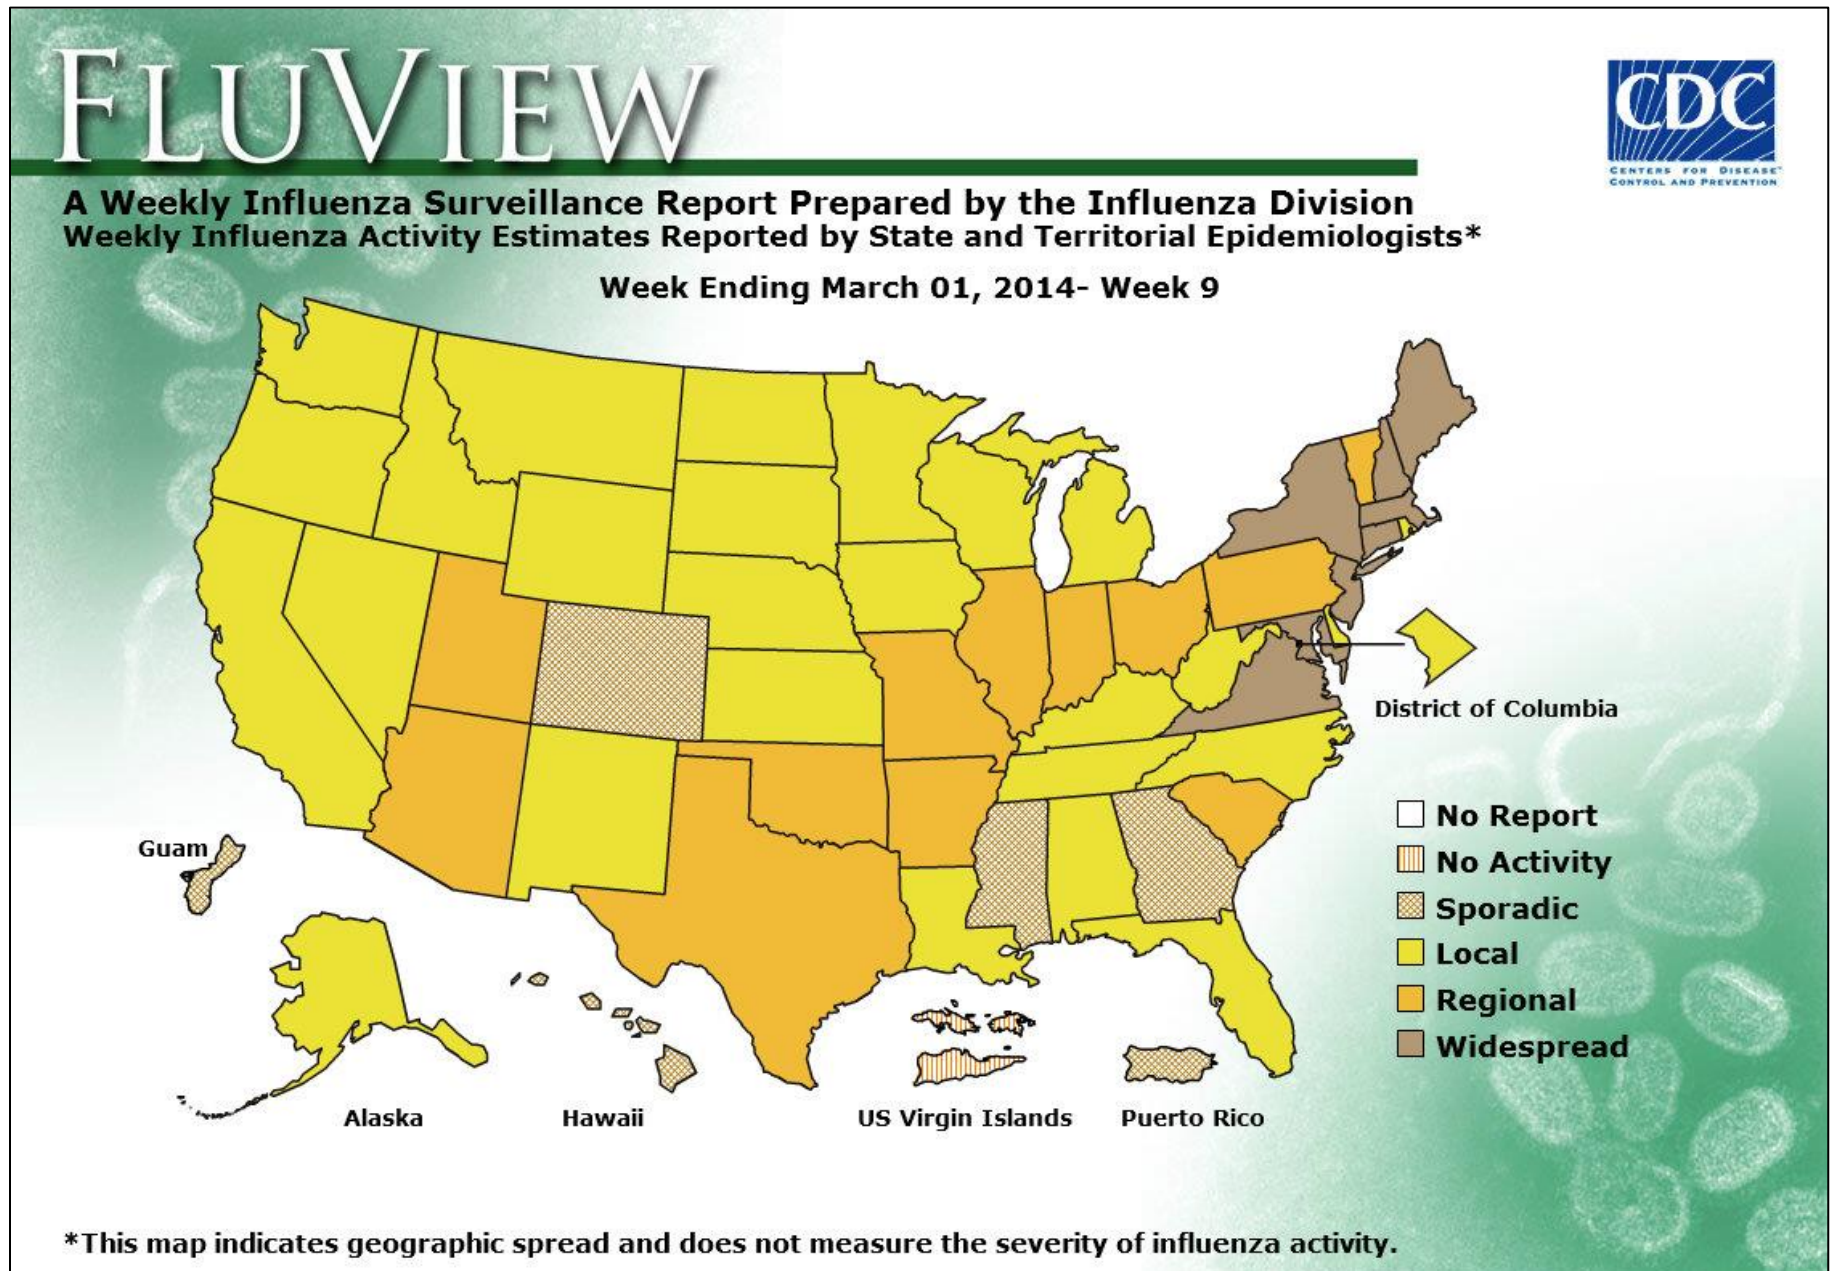 FLUVIEW
CDC
CENTERS FOR DISEASE™
CONTROL AND PREVENTION
A Weekly Influenza Surveillance Report Prepared by the Influenza Division
Weekly Influenza Activity Estimates Reported by State and Territorial Epidemiologists*
Week Ending March 01, 2014- Week 9
District of Columbia
No Report
No Activity
Sporadic
Local
Regional
Widespread
Guam
Alaska
Hawaii
US Virgin Islands
Puerto Rico
*This map indicates geographic spread and does not measure the severity of influenza activity.